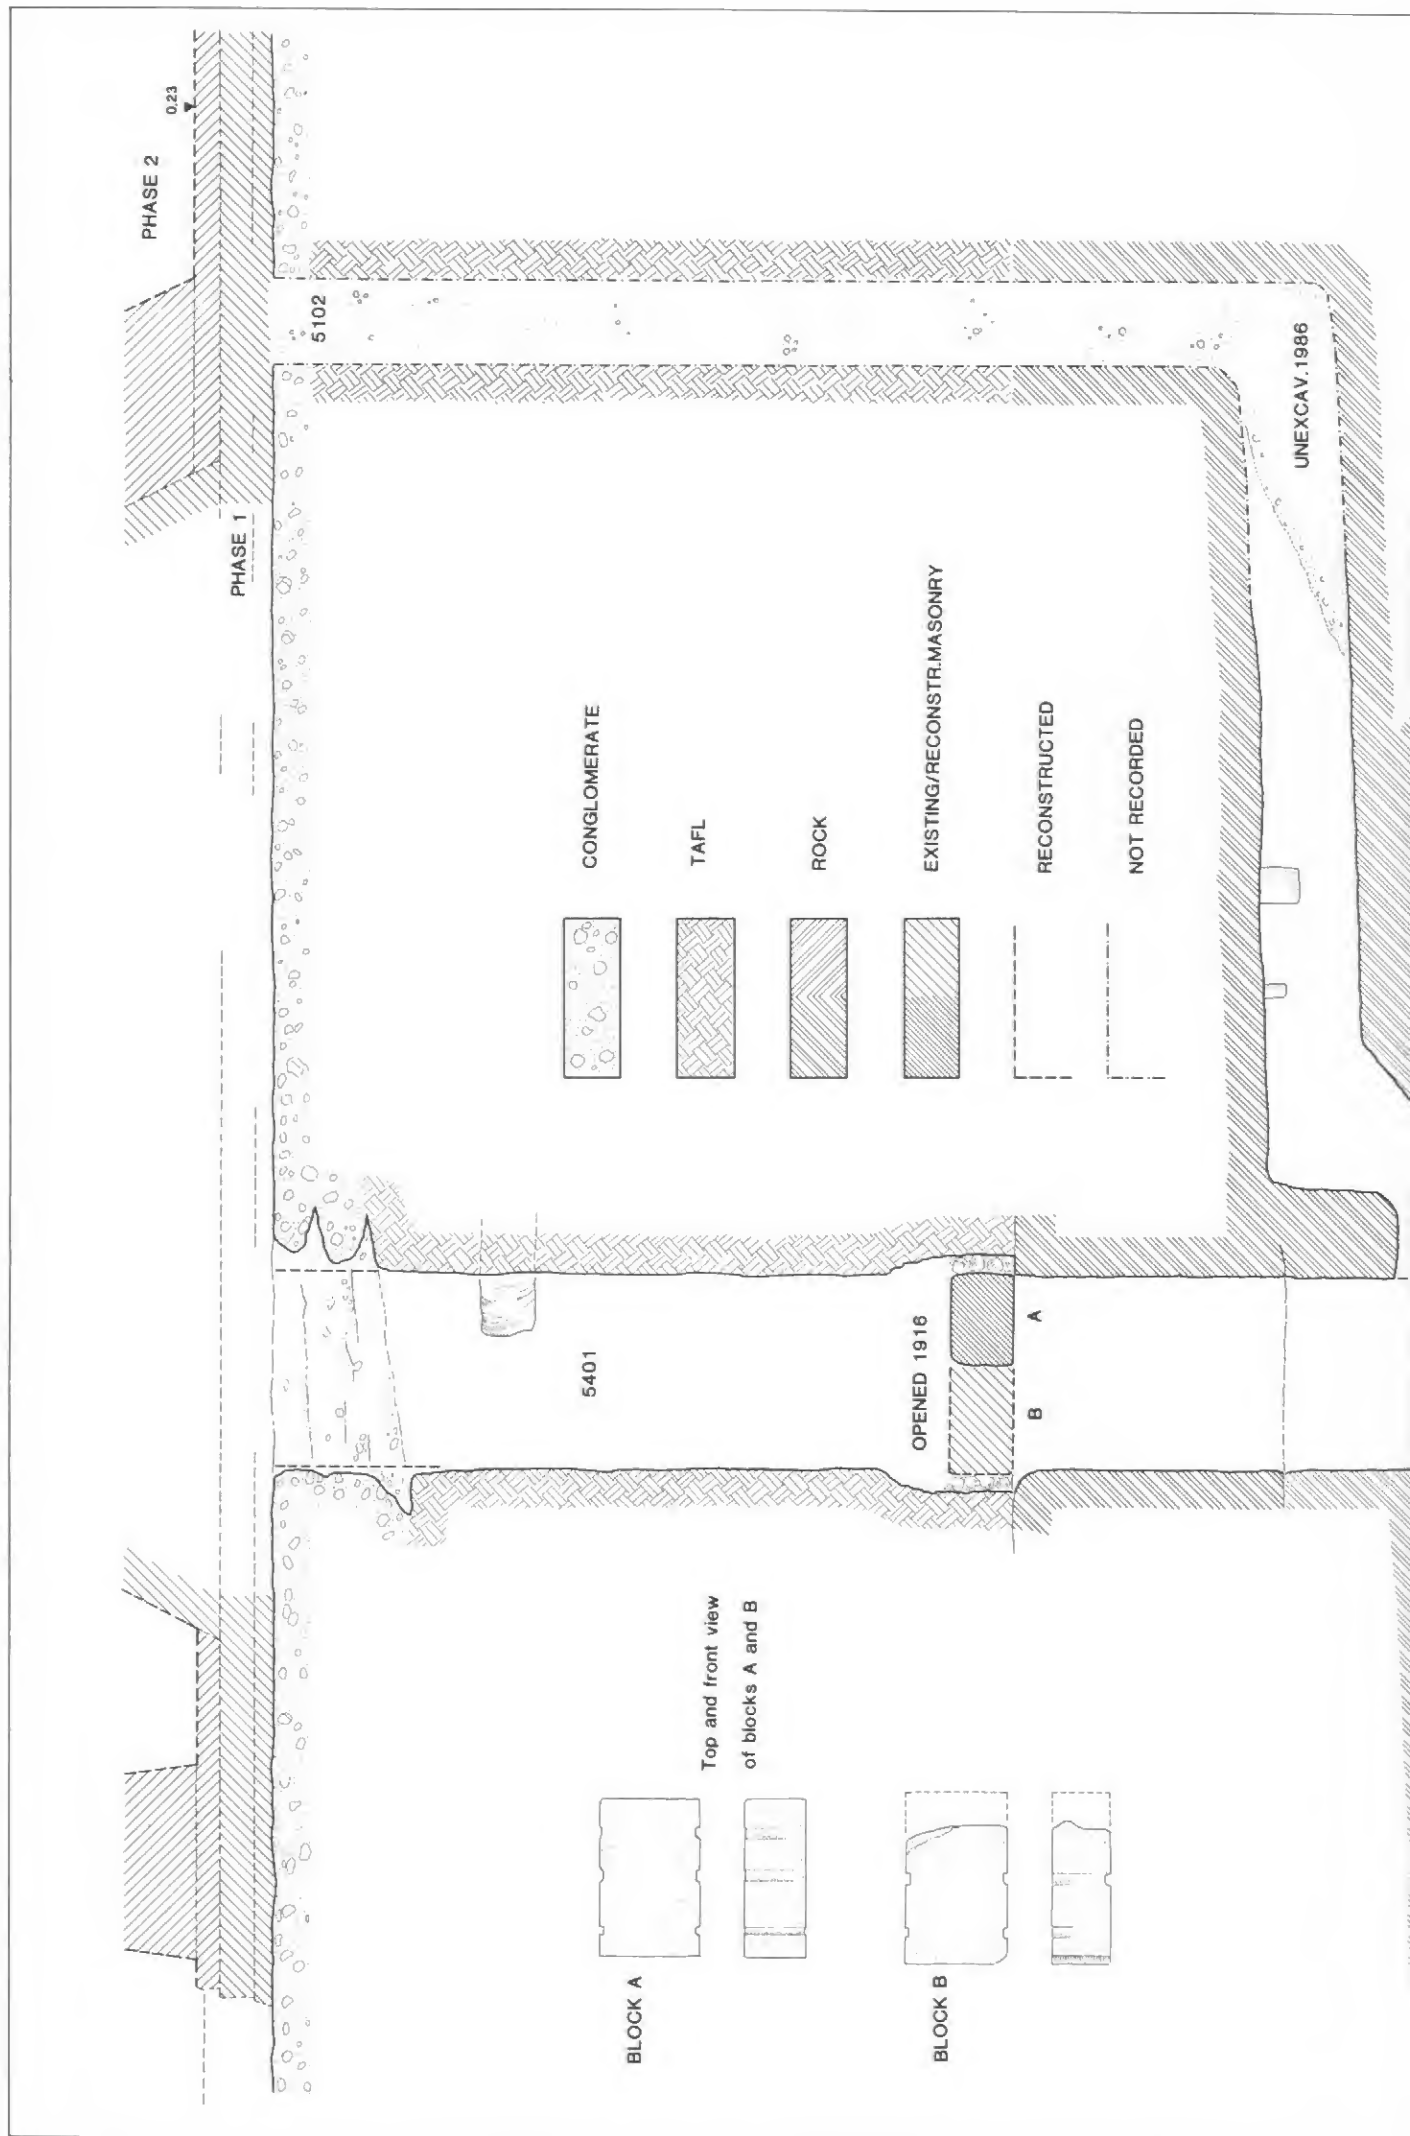 PHASE 2
0.23
PHASE 1
5102
UNEXCAV.1986
5401
OPENED 1916
B
A
CONGLOMERATE
TAFL
ROCK
EXISTING/RECONSTR.MASONRY
RECONSTRUCTED
NOT RECORDED
Top and front view
of blocks A and B
BLOCK A
BLOCK B